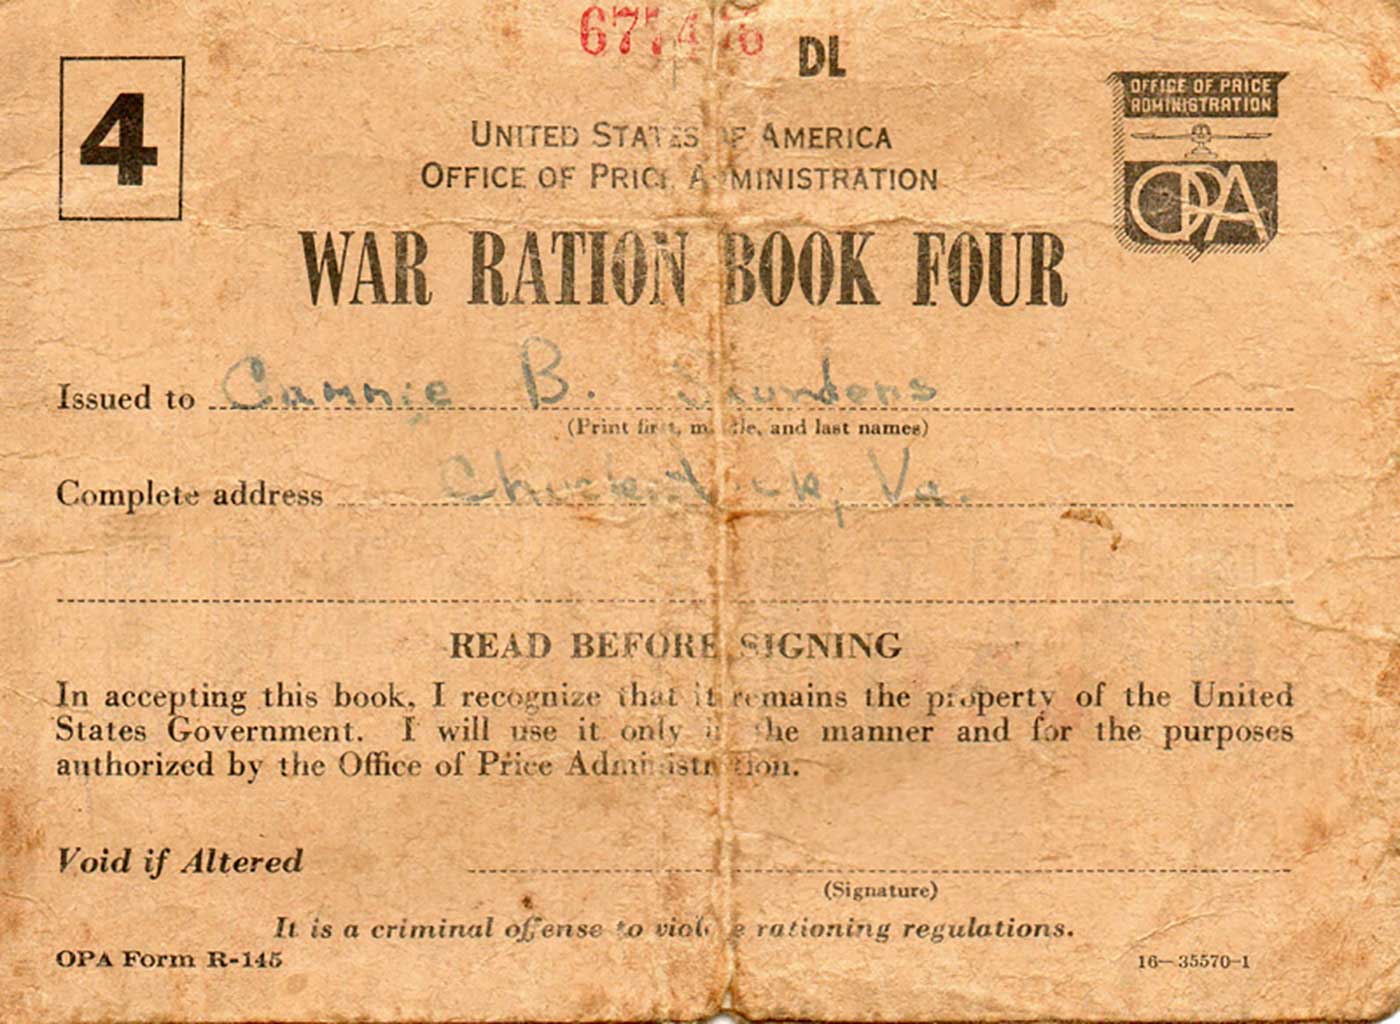 DL
4
OFFICE OF PRICE
ADMINISTRATION
OPA
UNITED STATES OF AMERICA
OFFICE OF PRICE ADMINISTRATION
WAR RATION BOOK FOUR
Issued to Cannie B. Saunders
(Print first, middle, and last names)
Complete address Va.
READ BEFORE SIGNING
In accepting this book, I recognize that it remains the property of the United
States Government. I will use it only in the manner and for the purposes
authorized by the Office of Price Administration.
Void if Altered
(Signature)
It is a criminal offense to violate rationing regulations.
OPA Form R-145
16—35570-1